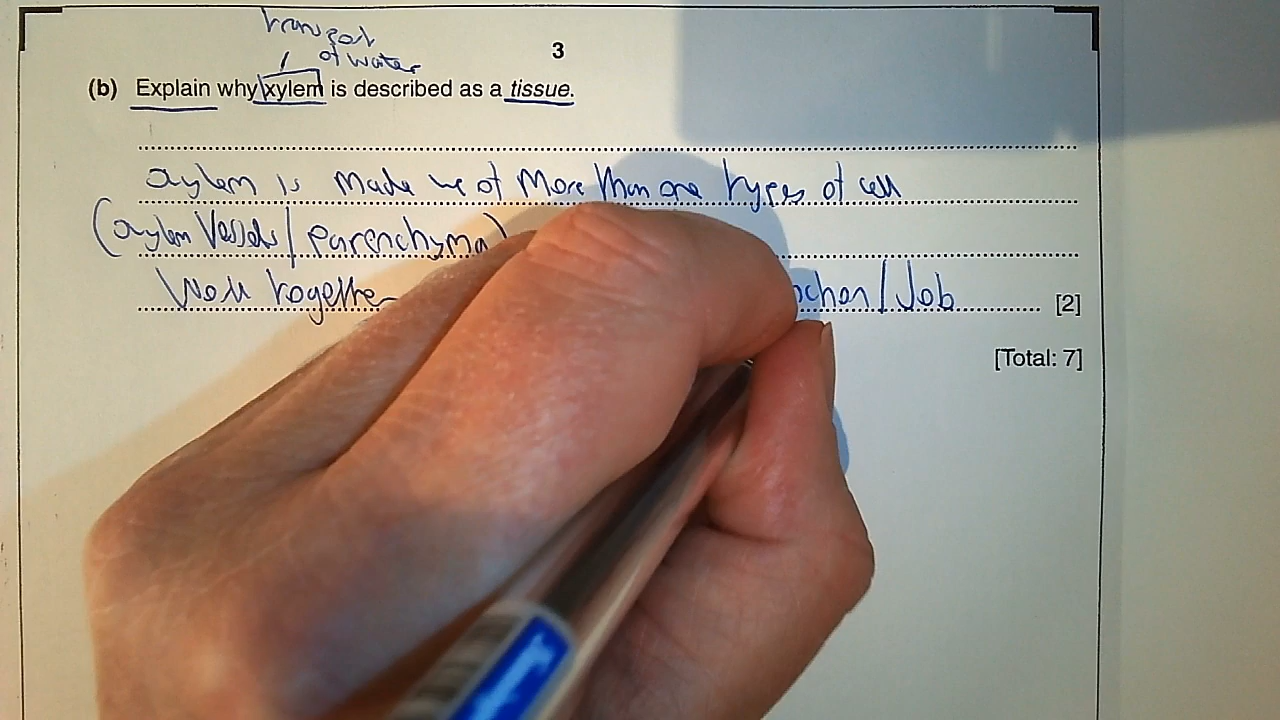 transport
of water
3
(b) Explain why xylem is described as a tissue.
xylem is made up of more than one types of cell
(xylem vessels / parenchyma)
Work together / Job [2]
[Total: 7]